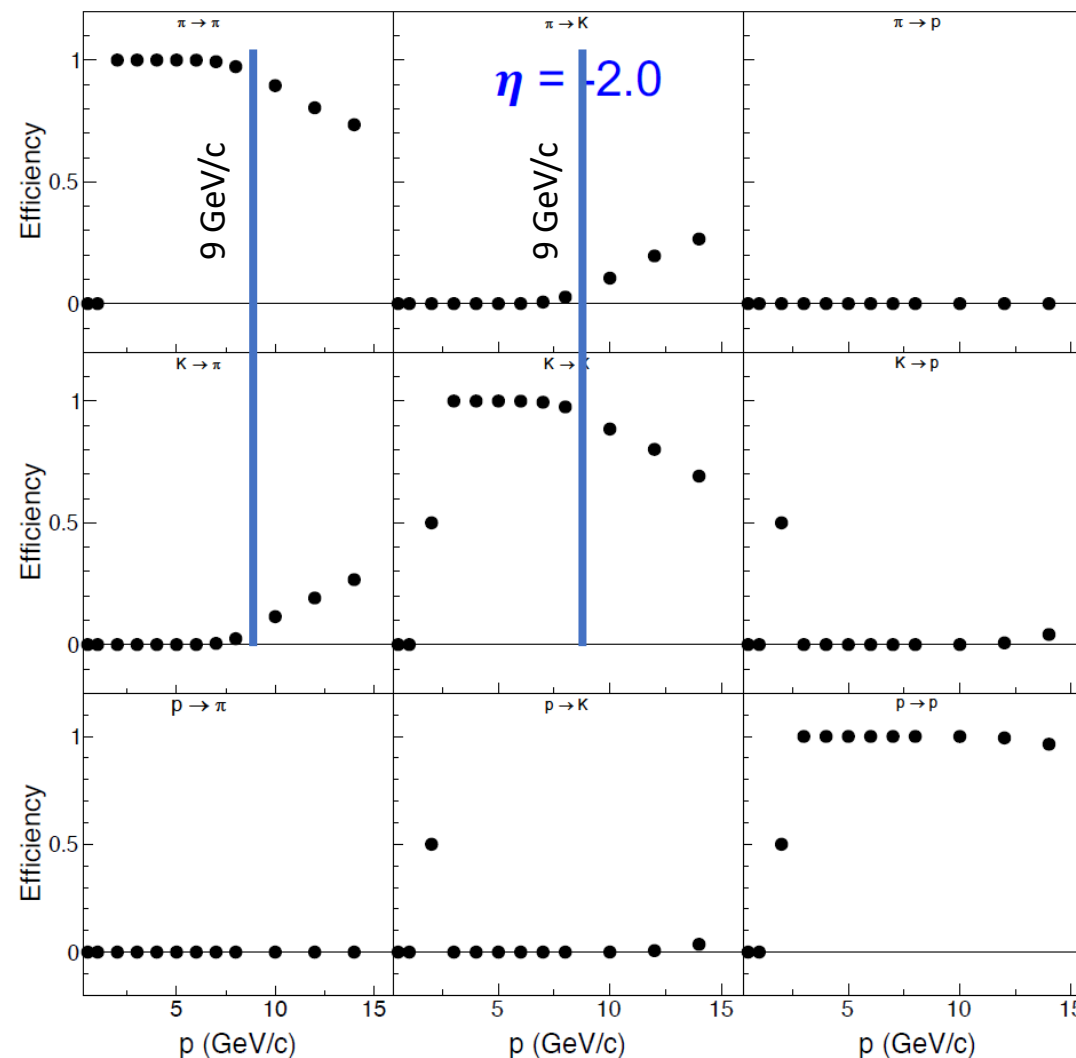 π → π
π → K
π → p
η = -2.0
1
0.5
0
Efficiency
9 GeV/c
9 GeV/c
K → π
K → K
K → p
1
0.5
0
Efficiency
p → π
p → K
p → p
1
0.5
0
Efficiency
5 10 15
5 10 15
5 10 15
p (GeV/c)
p (GeV/c)
p (GeV/c)